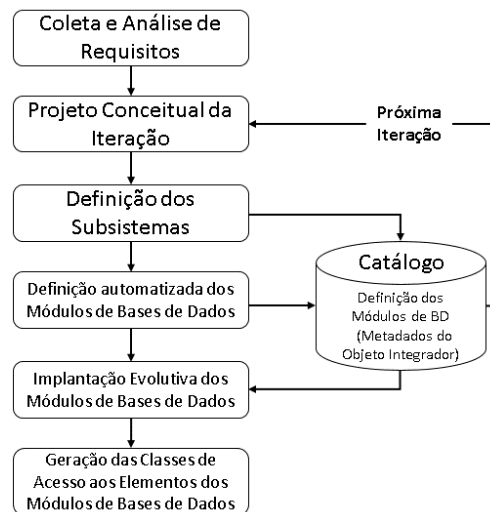 Coleta e Análise de
Requisitos
Projeto Conceitual da
Iteração
Próxima
Iteração
Definição dos
Subsistemas
Catálogo
Definição dos
Módulos de BD
(Metadados do
Objeto Integrador)
Definição automatizada dos
Módulos de Bases de Dados
Implantação Evolutiva dos
Módulos de Bases de Dados
Geração das Classes de
Acesso aos Elementos dos
Módulos de Bases de Dados